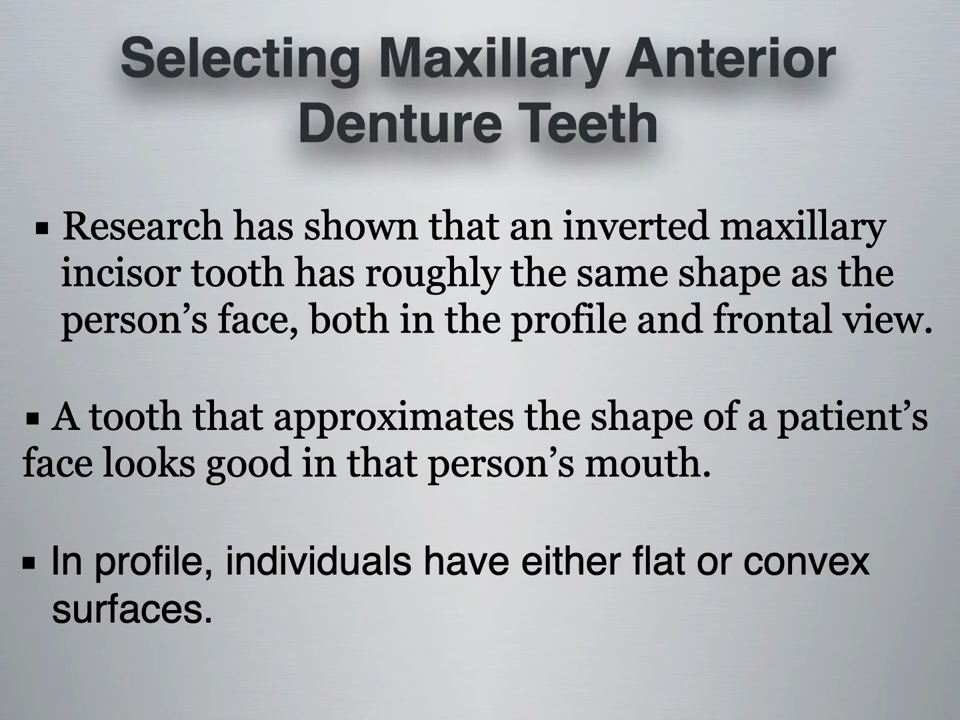 Selecting Maxillary Anterior
Denture Teeth
▪ Research has shown that an inverted maxillary
incisor tooth has roughly the same shape as the
person’s face, both in the profile and frontal view.
▪ A tooth that approximates the shape of a patient’s
face looks good in that person’s mouth.
▪ In profile, individuals have either flat or convex
surfaces.